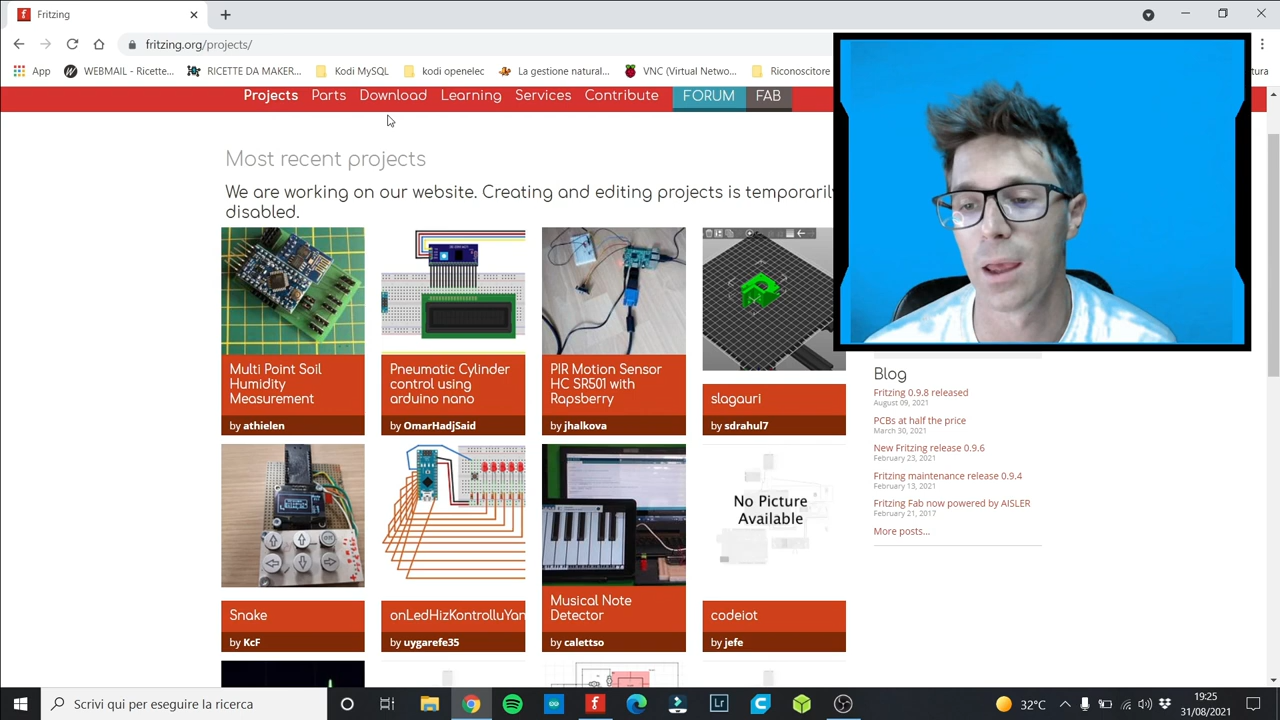 Fritzing
fritzing.org/projects/
App
WEBMAIL - Ricette...
RICETTE DA MAKER...
Kodi MySQL
kodi openelec
La gestione natural...
VNC (Virtual Netwo...
Riconoscitore
Projects
Parts
Download
Learning
Services
Contribute
FORUM
FAB
Most recent projects
We are working on our website. Creating and editing projects is temporaril
disabled.
Multi Point Soil
Humidity
Measurement
by athielen
Pneumatic Cylinder
control using
arduino nano
by OmarHadjSaid
PIR Motion Sensor
HC SR501 with
Rapsberry
by jhalkova
slagauri
by sdrahul7
Snake
by KcF
onLedHizKontrolluYan
by uygarefe35
Musical Note
Detector
by calettso
No Picture
Available
codeiot
by jefe
Blog
Fritzing 0.9.8 released
August 09, 2021
PCBs at half the price
March 30, 2021
New Fritzing release 0.9.6
February 23, 2021
Fritzing maintenance release 0.9.4
February 13, 2021
Fritzing Fab now powered by AISLER
February 21, 2017
More posts...
Scrivi qui per eseguire la ricerca
Lr
32°C
19:25
31/08/2021